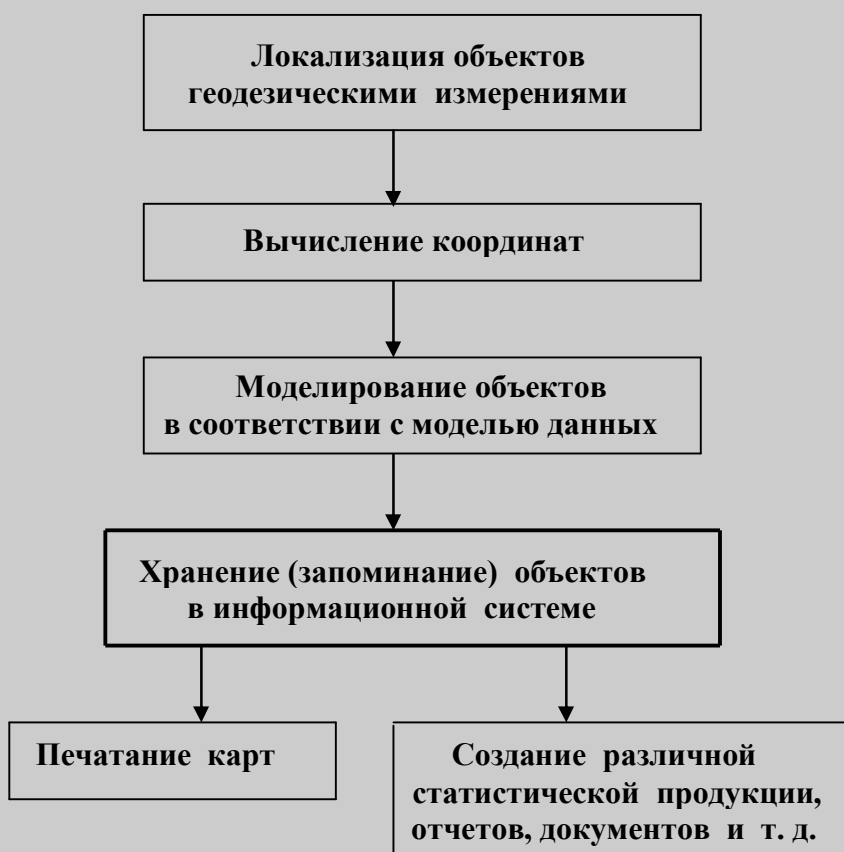 Локализация объектов
геодезическими измерениями
Вычисление координат
Моделирование объектов
в соответствии с моделью данных
Хранение (запоминание) объектов
в информационной системе
Печатание карт
Создание различной
статистической продукции,
отчетов, документов и т. д.